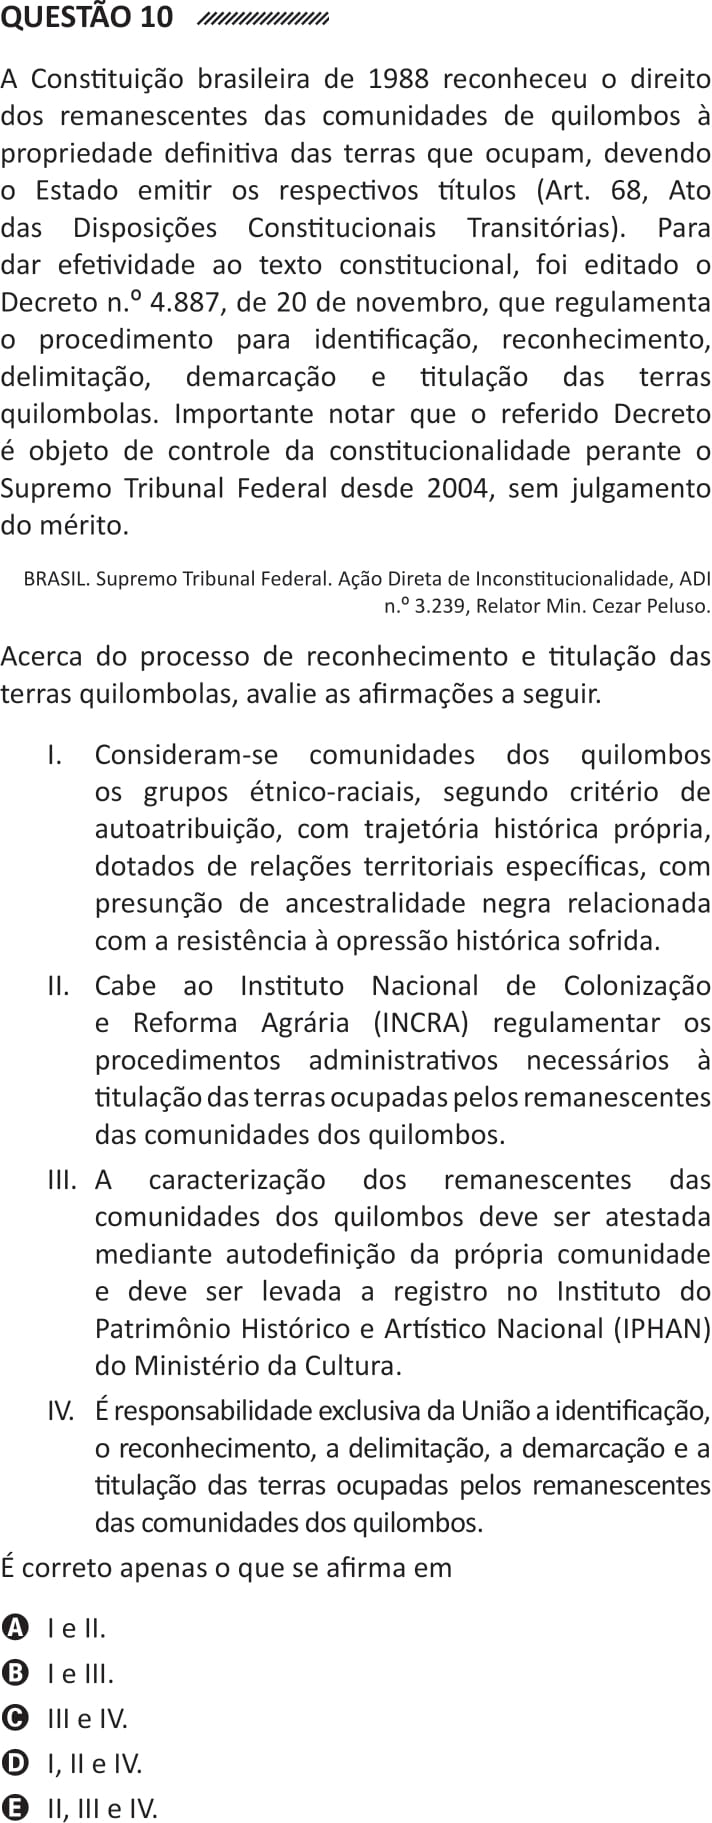 QUESTÃO 10
A Constituição brasileira de 1988 reconheceu o direito
dos remanescentes das comunidades de quilombos à
propriedade definitiva das terras que ocupam, devendo
o Estado emitir os respectivos títulos (Art. 68, Ato
das Disposições Constitucionais Transitórias). Para
dar efetividade ao texto constitucional, foi editado o
Decreto n.º 4.887, de 20 de novembro, que regulamenta
o procedimento para identificação, reconhecimento,
delimitação, demarcação e titulação das terras
quilombolas. Importante notar que o referido Decreto
é objeto de controle da constitucionalidade perante o
Supremo Tribunal Federal desde 2004, sem julgamento
do mérito.
BRASIL. Supremo Tribunal Federal. Ação Direta de Inconstitucionalidade, ADI
n.º 3.239, Relator Min. Cezar Peluso.
Acerca do processo de reconhecimento e titulação das
terras quilombolas, avalie as afirmações a seguir.
I. Consideram-se comunidades dos quilombos
os grupos étnico-raciais, segundo critério de
autoatribuição, com trajetória histórica própria,
dotados de relações territoriais específicas, com
presunção de ancestralidade negra relacionada
com a resistência à opressão histórica sofrida.
II. Cabe ao Instituto Nacional de Colonização
e Reforma Agrária (INCRA) regulamentar os
procedimentos administrativos necessários à
titulação das terras ocupadas pelos remanescentes
das comunidades dos quilombos.
III. A caracterização dos remanescentes das
comunidades dos quilombos deve ser atestada
mediante autodefinição da própria comunidade
e deve ser levada a registro no Instituto do
Patrimônio Histórico e Artístico Nacional (IPHAN)
do Ministério da Cultura.
IV. É responsabilidade exclusiva da União a identificação,
o reconhecimento, a delimitação, a demarcação e a
titulação das terras ocupadas pelos remanescentes
das comunidades dos quilombos.
É correto apenas o que se afirma em
A I e II.
B I e III.
C III e IV.
D I, II e IV.
E II, III e IV.